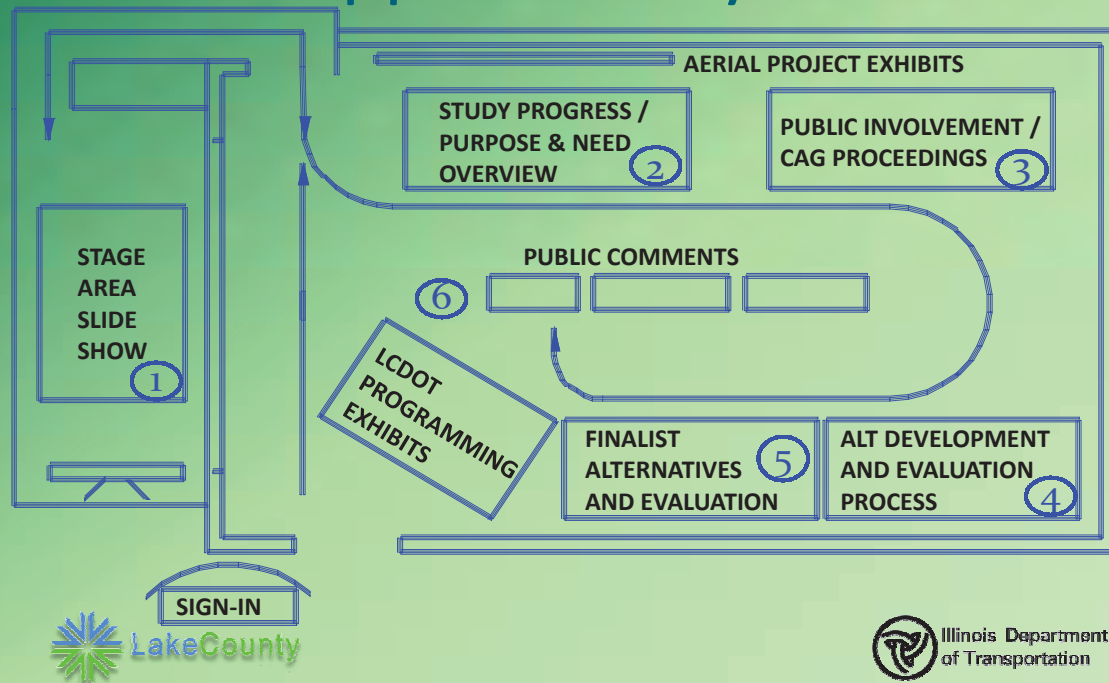 AERIAL PROJECT EXHIBITS
STUDY PROGRESS /
PURPOSE & NEED
OVERVIEW
2
PUBLIC INVOLVEMENT /
CAG PROCEEDINGS
3
STAGE
AREA
SLIDE
SHOW
1
PUBLIC COMMENTS
6
LCDOT
PROGRAMMING
EXHIBITS
FINALIST
ALTERNATIVES
AND EVALUATION
5
ALT DEVELOPMENT
AND EVALUATION
PROCESS
4
SIGN-IN
LakeCounty
Illinois Department
of Transportation